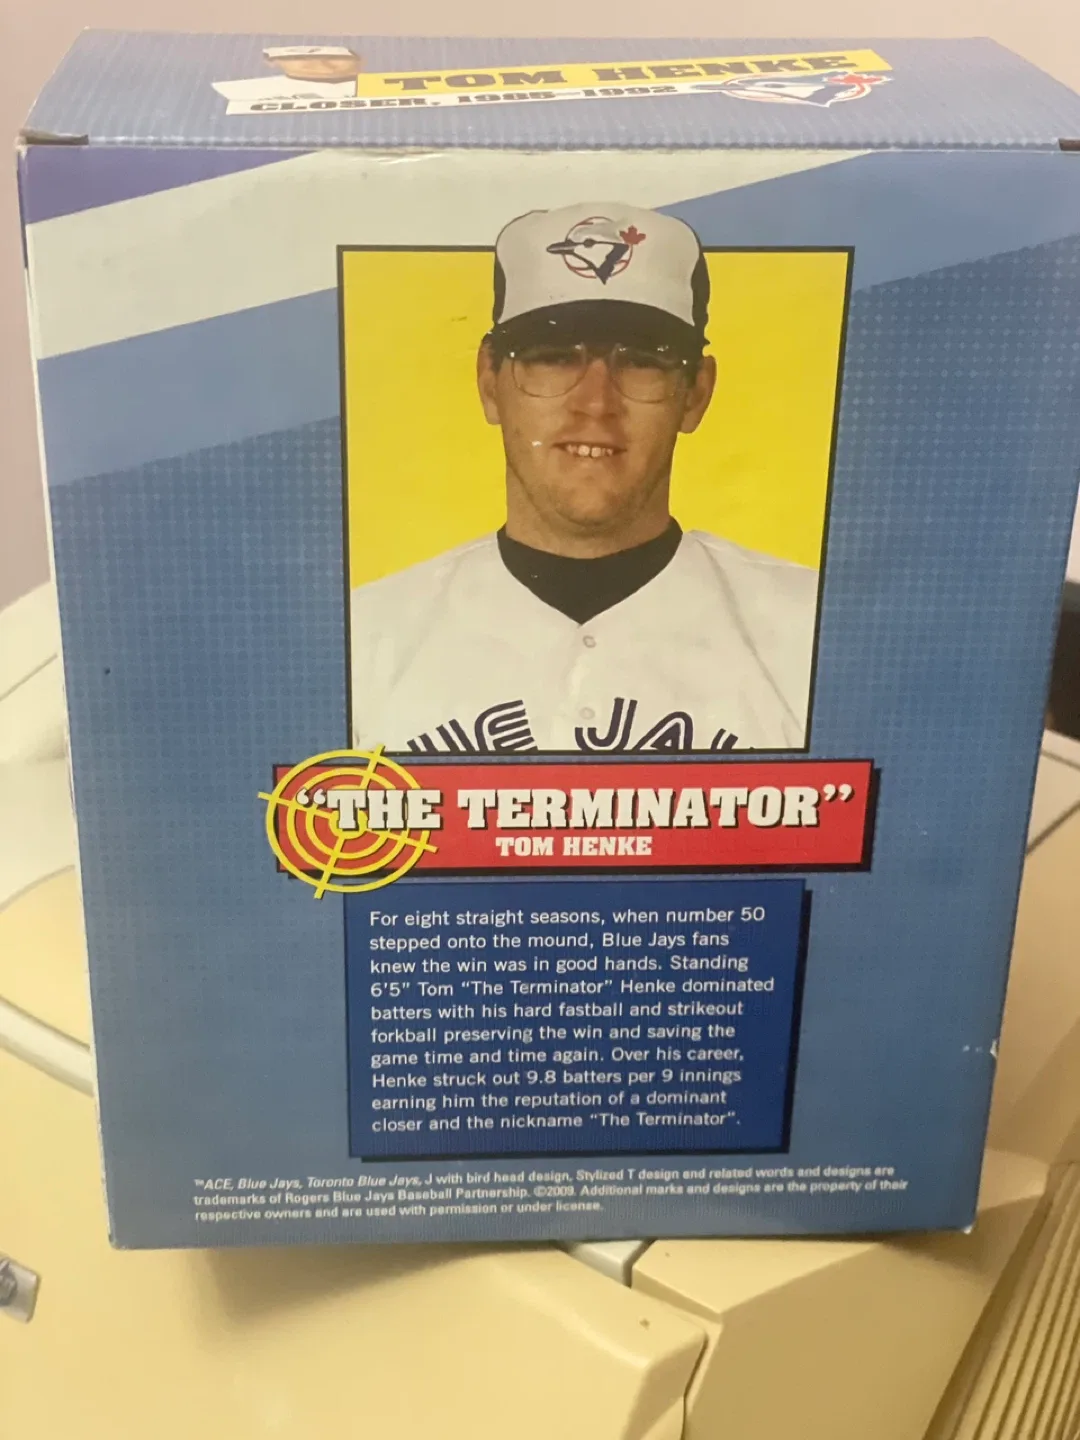 TOM HENKE
CLOSER, 1985-1992
UE JA
“THE TERMINATOR”
TOM HENKE
For eight straight seasons, when number 50
stepped onto the mound, Blue Jays fans
knew the win was in good hands. Standing
6'5" Tom "The Terminator" Henke dominated
batters with his hard fastball and strikeout
forkball preserving the win and saving the
game time and time again. Over his career,
Henke struck out 9.8 batters per 9 innings
earning him the reputation of a dominant
closer and the nickname "The Terminator".
™ACE, Blue Jays, Toronto Blue Jays, J with bird head design, Stylized T design and related words and designs are
trademarks of Rogers Blue Jays Baseball Partnership. ©2009. Additional marks and designs are the property of their
respective owners and are used with permission or under license.